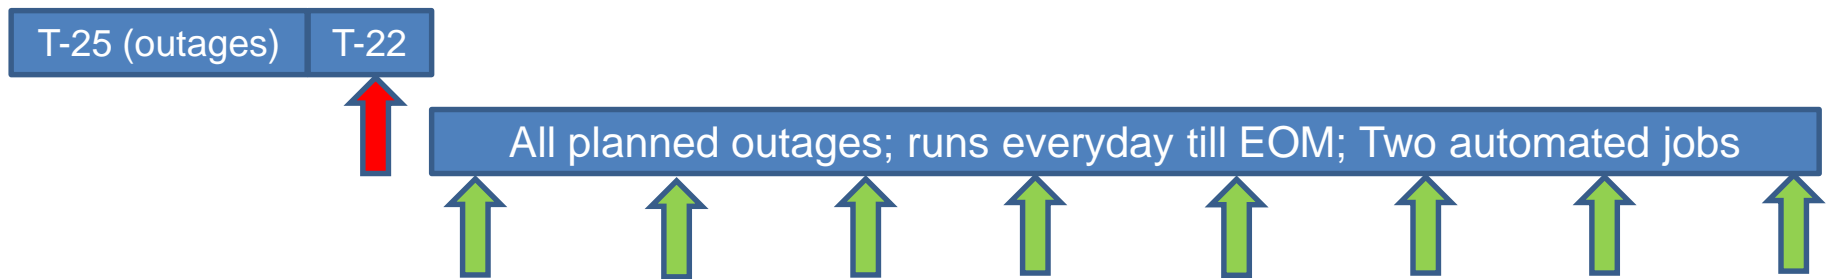 T-25 (outages)
T-22
All planned outages; runs everyday till EOM; Two automated jobs